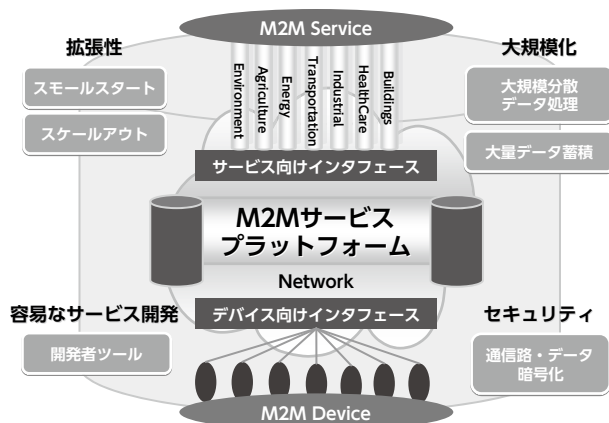 M2M Service
拡張性
スモールスタート
スケールアウト
大規模化
大規模分散
データ処理
大量データ蓄積
Environment
Agriculture
Energy
Transportation
Industrial
HealthCare
Buildings
サービス向けインタフェース
M2Mサービス
プラットフォーム
Network
デバイス向けインタフェース
容易なサービス開発
開発者ツール
セキュリティ
通信路・データ
暗号化
M2M Device